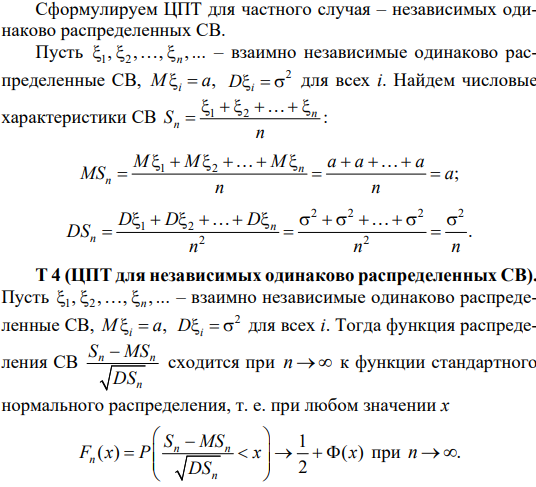 Сформулируем ЦПТ для частного случая – независимых оди-
наково распределенных СВ.
Пусть ξ₁, ξ₂, …, ξₙ, ... – взаимно независимые одинаково рас-
пределенные СВ, Mξᵢ = a, Dξᵢ = σ² для всех i. Найдем числовые
характеристики СВ Sₙ = (ξ₁ + ξ₂ + … + ξₙ)/n :
MSₙ = (Mξ₁ + Mξ₂ + … + Mξₙ)/n = (a + a + … + a)/n = a;
DSₙ = (Dξ₁ + Dξ₂ + … + Dξₙ)/n² = (σ² + σ² + … + σ²)/n² = σ²/n.
Т 4 (ЦПТ для независимых одинаково распределенных СВ).
Пусть ξ₁, ξ₂, …, ξₙ, ... – взаимно независимые одинаково распреде-
ленные СВ, Mξᵢ = a, Dξᵢ = σ² для всех i. Тогда функция распреде-
ления СВ (Sₙ − MSₙ)/√DSₙ сходится при n → ∞ к функции стандартного
нормального распределения, т. е. при любом значении x
Fₙ(x) = P((Sₙ − MSₙ)/√DSₙ < x) → 1/2 + Φ(x) при n → ∞.